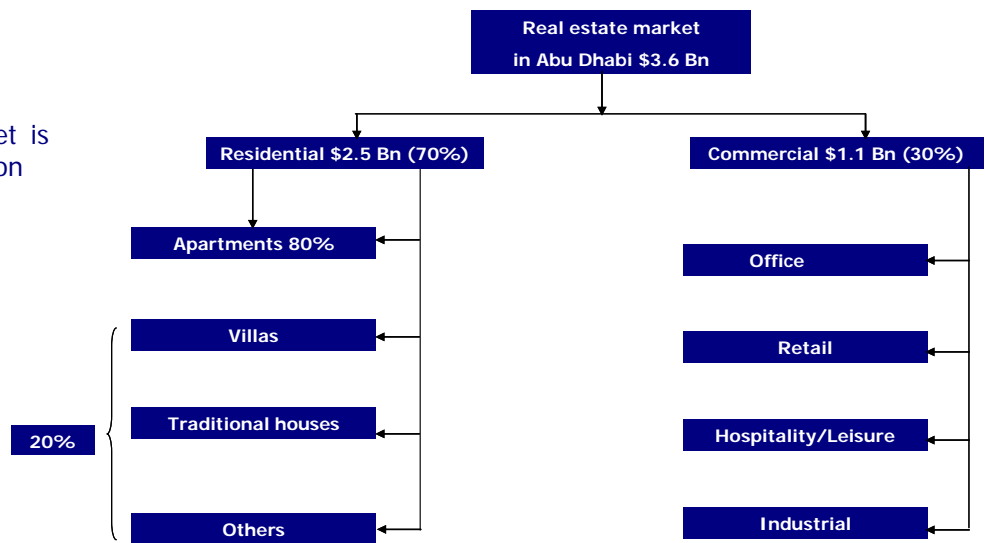 Real estate market
in Abu Dhabi $3.6 Bn
et is
on
Residential $2.5 Bn (70%)
Commercial $1.1 Bn (30%)
Apartments 80%
Villas
Traditional houses
Others
20%
Office
Retail
Hospitality/Leisure
Industrial